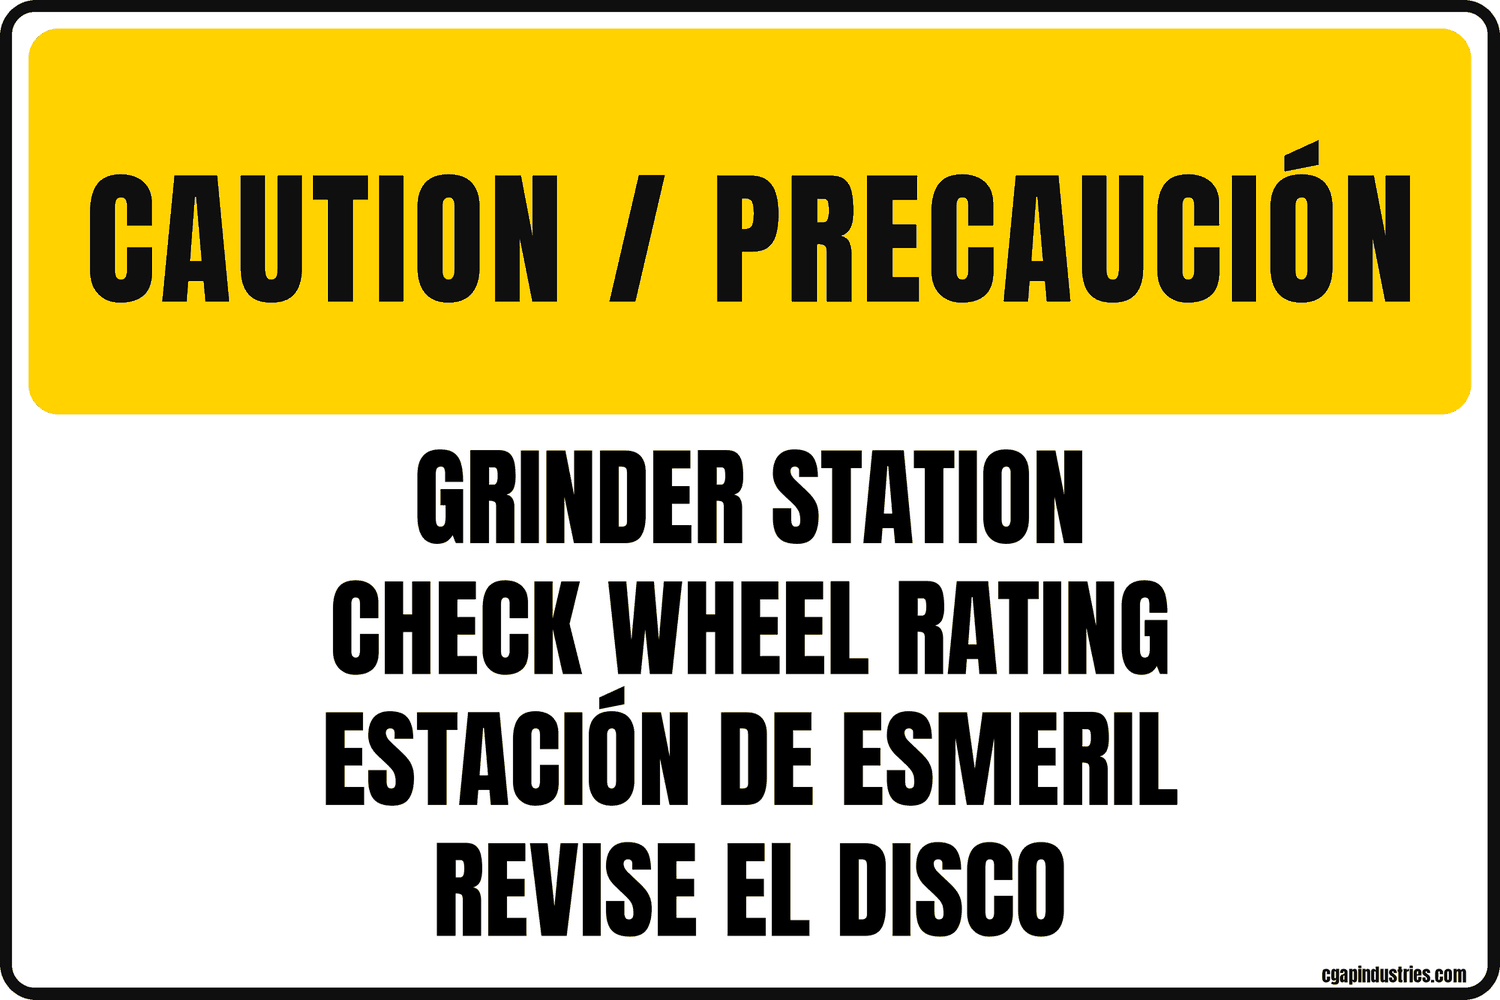 CAUTION / PRECAUCIÓN
GRINDER STATION
CHECK WHEEL RATING
ESTACIÓN DE ESMERIL
REVISE EL DISCO
cgapindustries.com